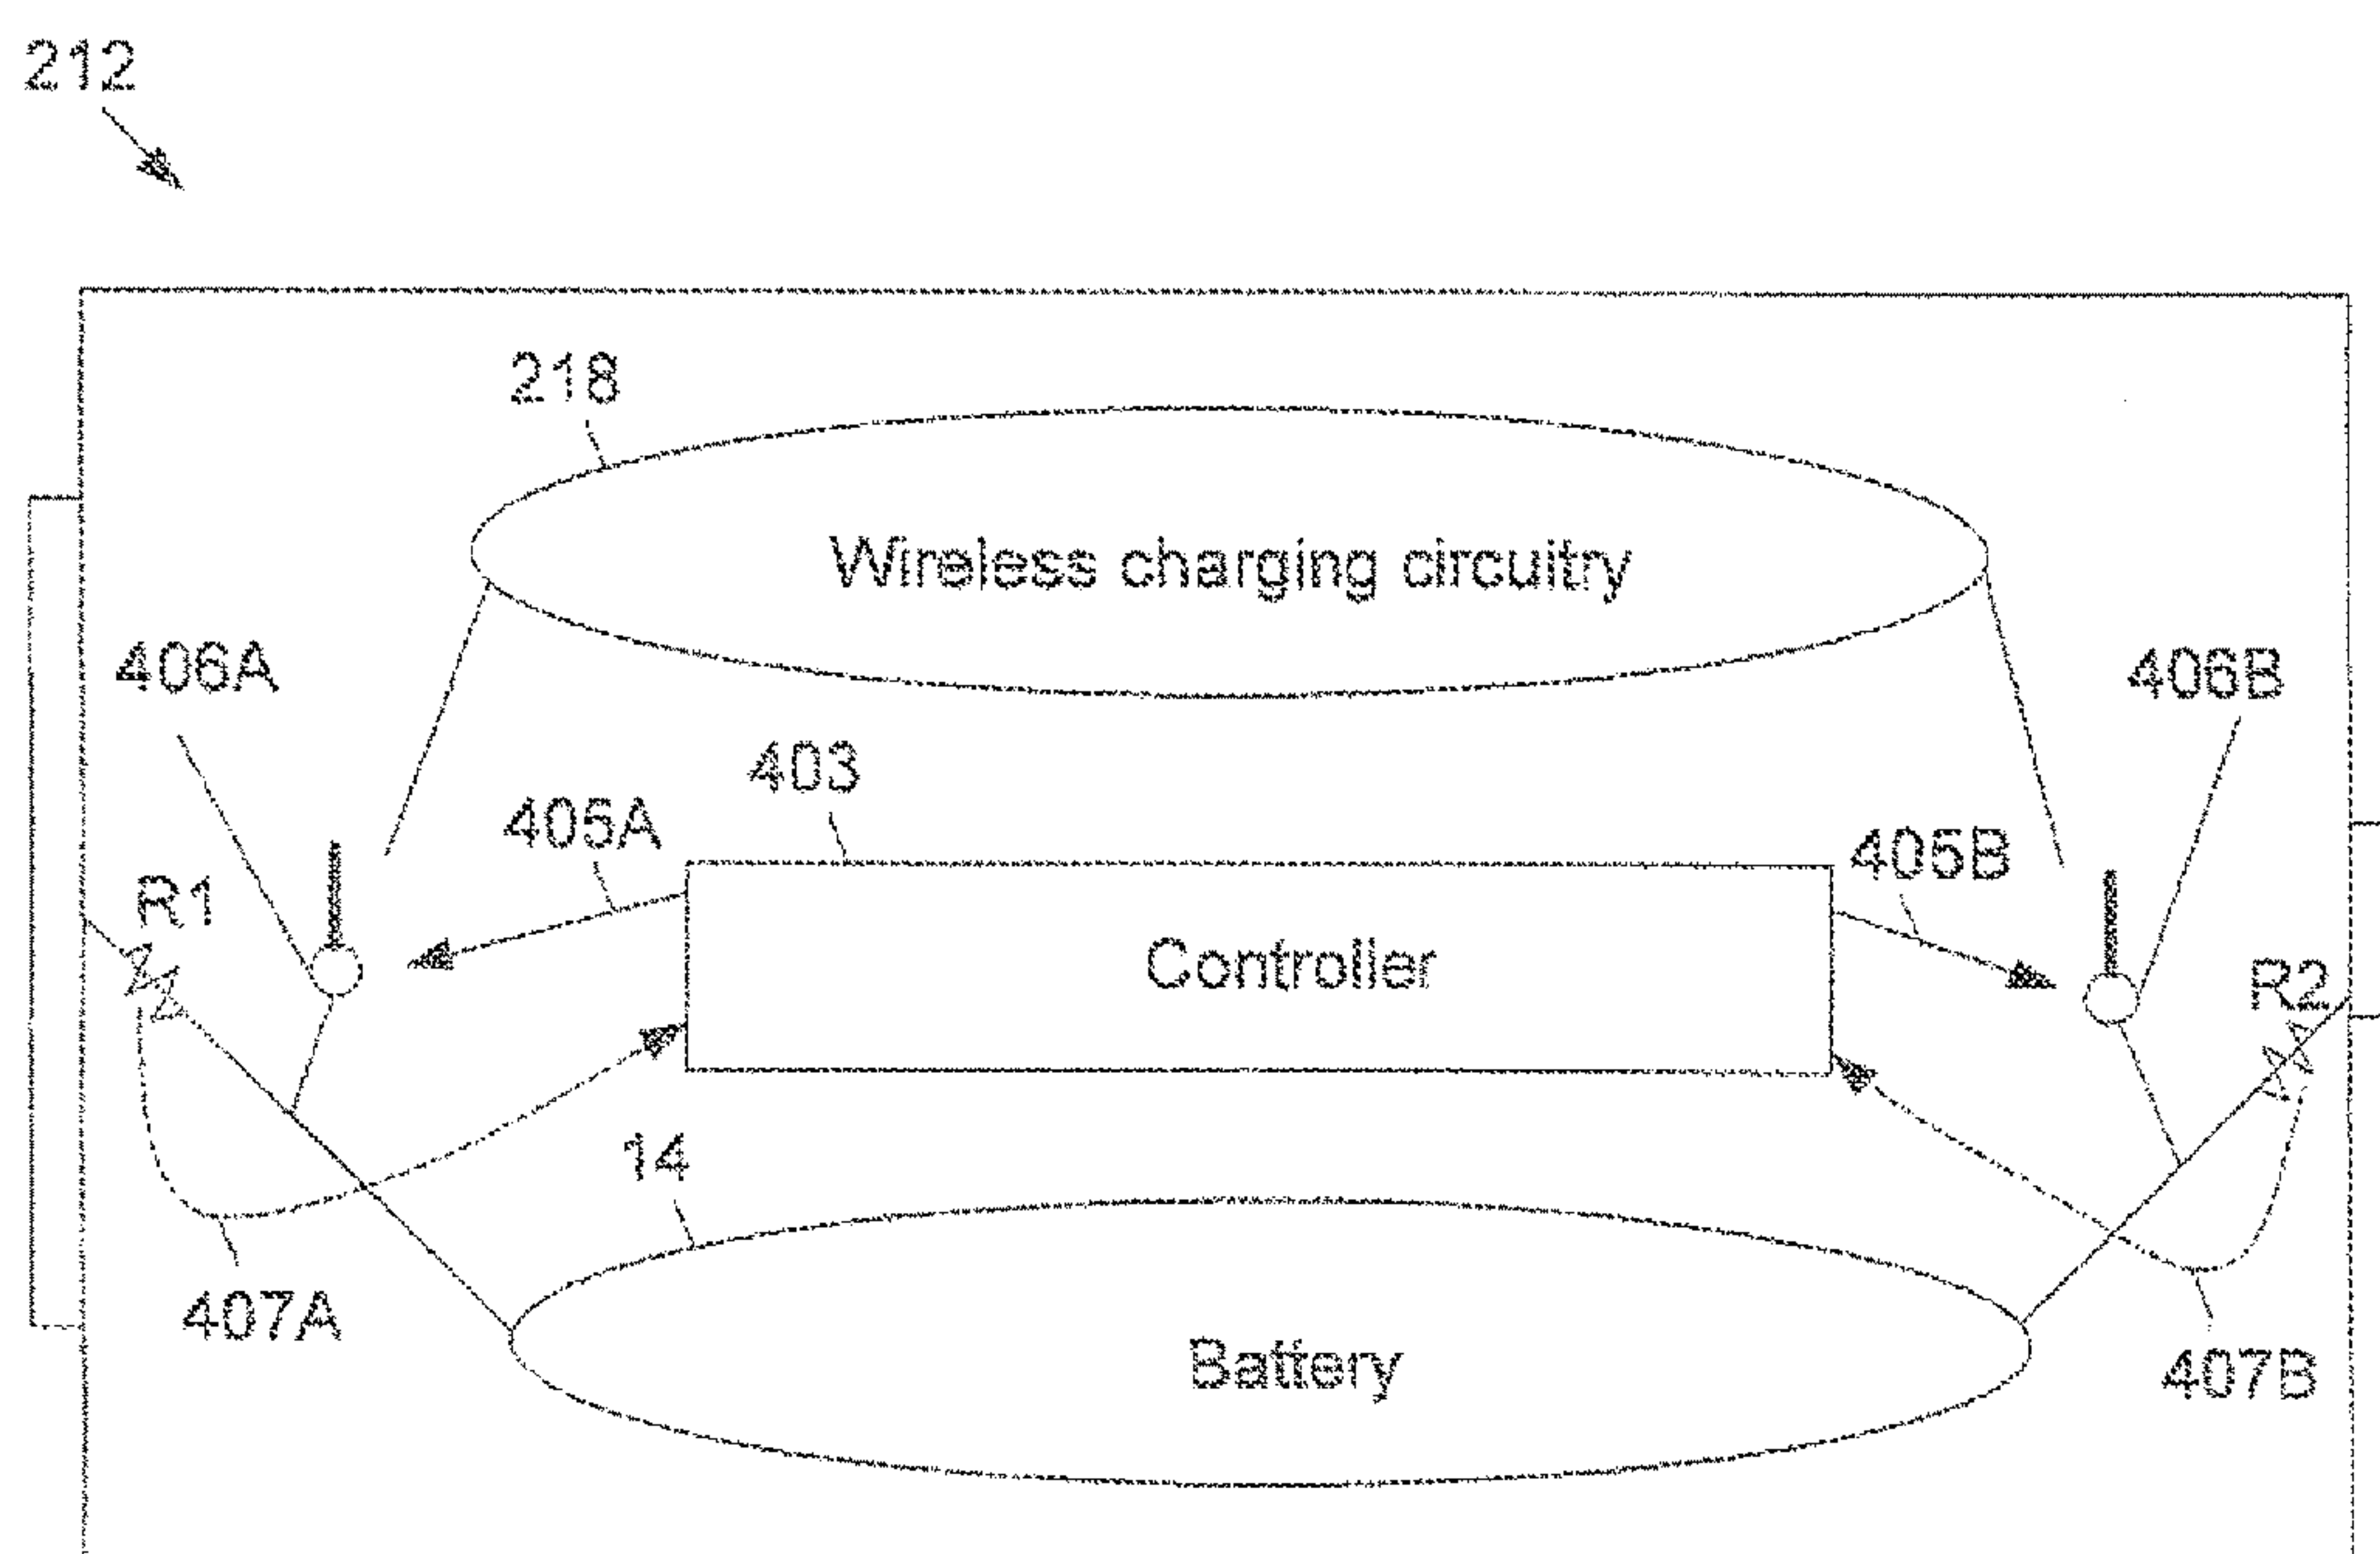 212
218
Wireless charging circuitry
406A
406B
403
405A
405B
R1
Controller
R2
14
407A
Battery
407B